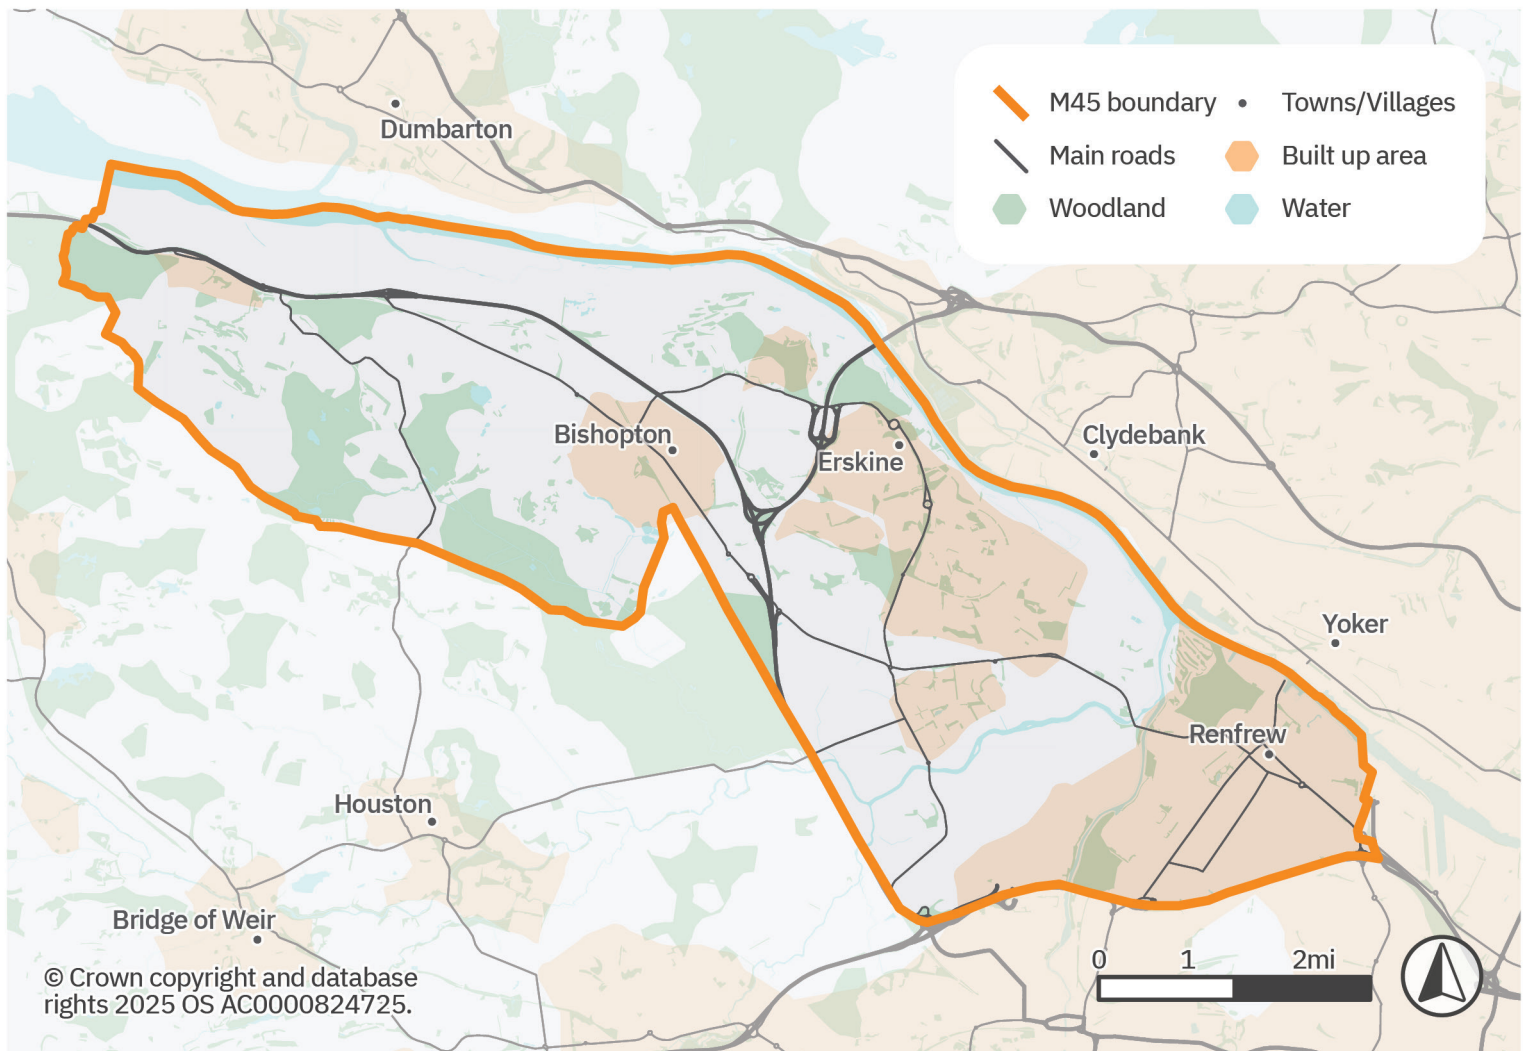 Dumbarton
M45 boundary
Towns/Villages
Main roads
Built up area
Woodland
Water
Bishopton
Erskine
Clydebank
Yoker
Renfrew
Houston
Bridge of Weir
© Crown copyright and database
rights 2025 OS AC0000824725.
0 1 2mi